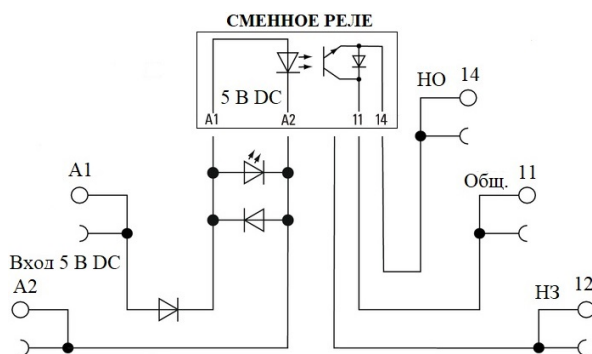 СМЕННОЕ РЕЛЕ
5 В DC
A1 A2 11 14
НО 14
A1
Общ. 11
Вход 5 В DC
A2
НЗ 12